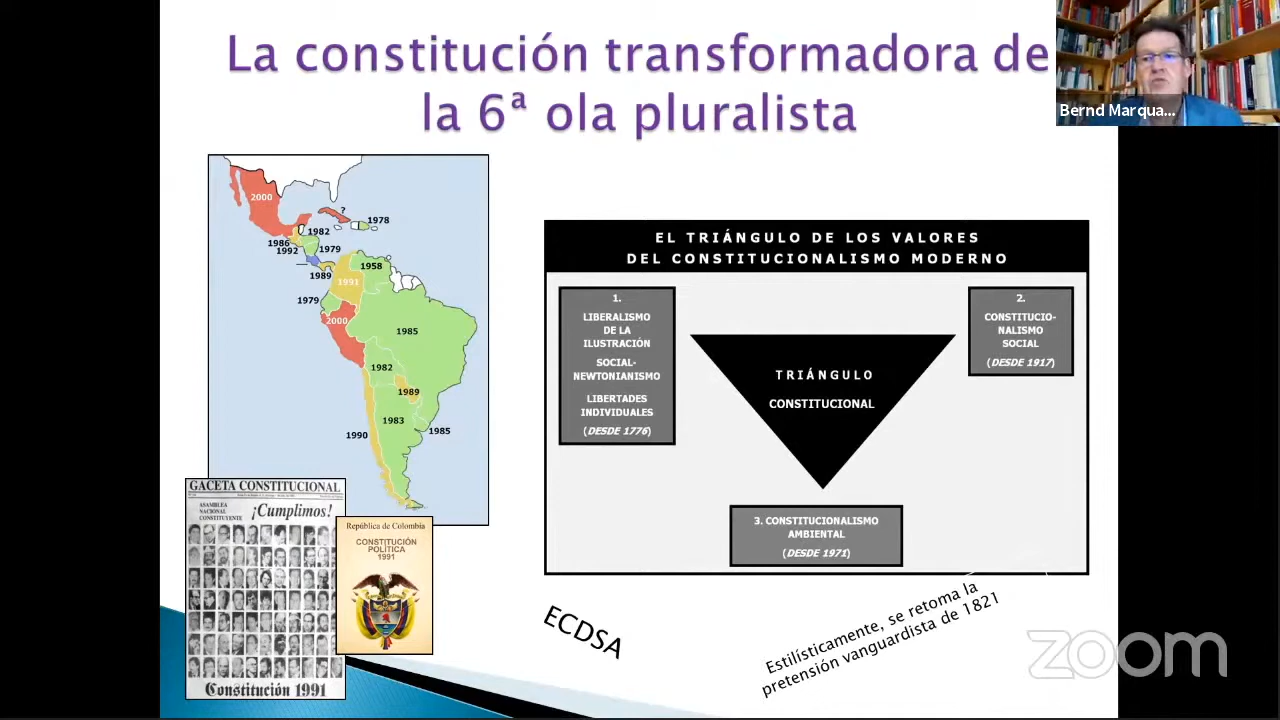 La constitución transformadora de
la 6ª ola pluralista
Bernd Marqua...
2000
?
1978
1982
1986
1992
1979
1989
1958
1991
1979
2000
1985
1982
1989
1983
1990
1985
EL TRIÁNGULO DE LOS VALORES
DEL CONSTITUCIONALISMO MODERNO
1.
LIBERALISMO
DE LA
ILUSTRACIÓN
SOCIAL-
NEWTONIANISMO
LIBERTADES
INDIVIDUALES
(DESDE 1776)
2.
CONSTITUCIO-
NALISMO
SOCIAL
(DESDE 1917)
TRIÁNGULO
CONSTITUCIONAL
3. CONSTITUCIONALISMO
AMBIENTAL
(DESDE 1971)
GACETA CONSTITUCIONAL
ASAMBLEA
NACIONAL
CONSTITUYENTE
¡Cumplimos!
Constitución 1991
República de Colombia
CONSTITUCIÓN
POLÍTICA
1991
ECDSA
Estilísticamente, se retoma la
pretensión vanguardista de 1821
zoom